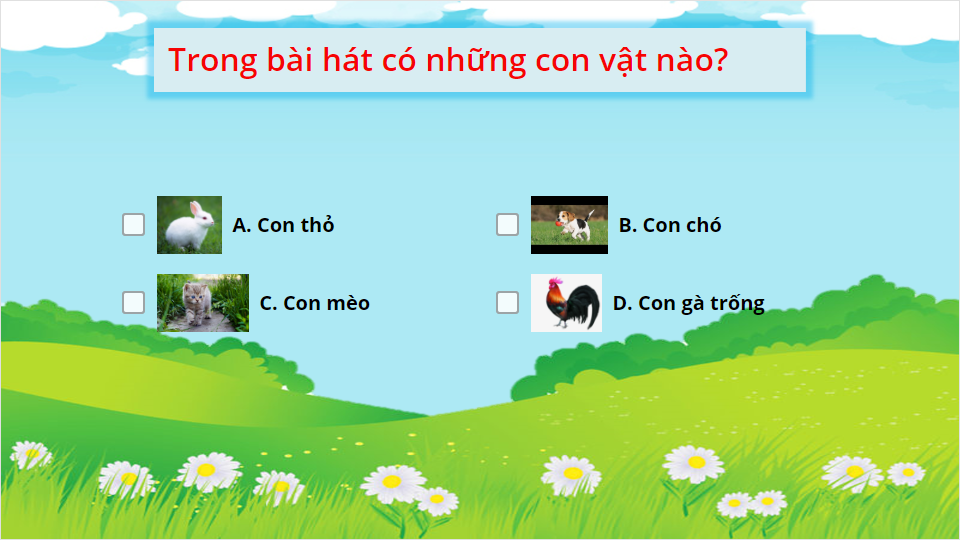 Trong bài hát có những con vật nào?
A. Con thỏ
B. Con chó
C. Con mèo
D. Con gà trống